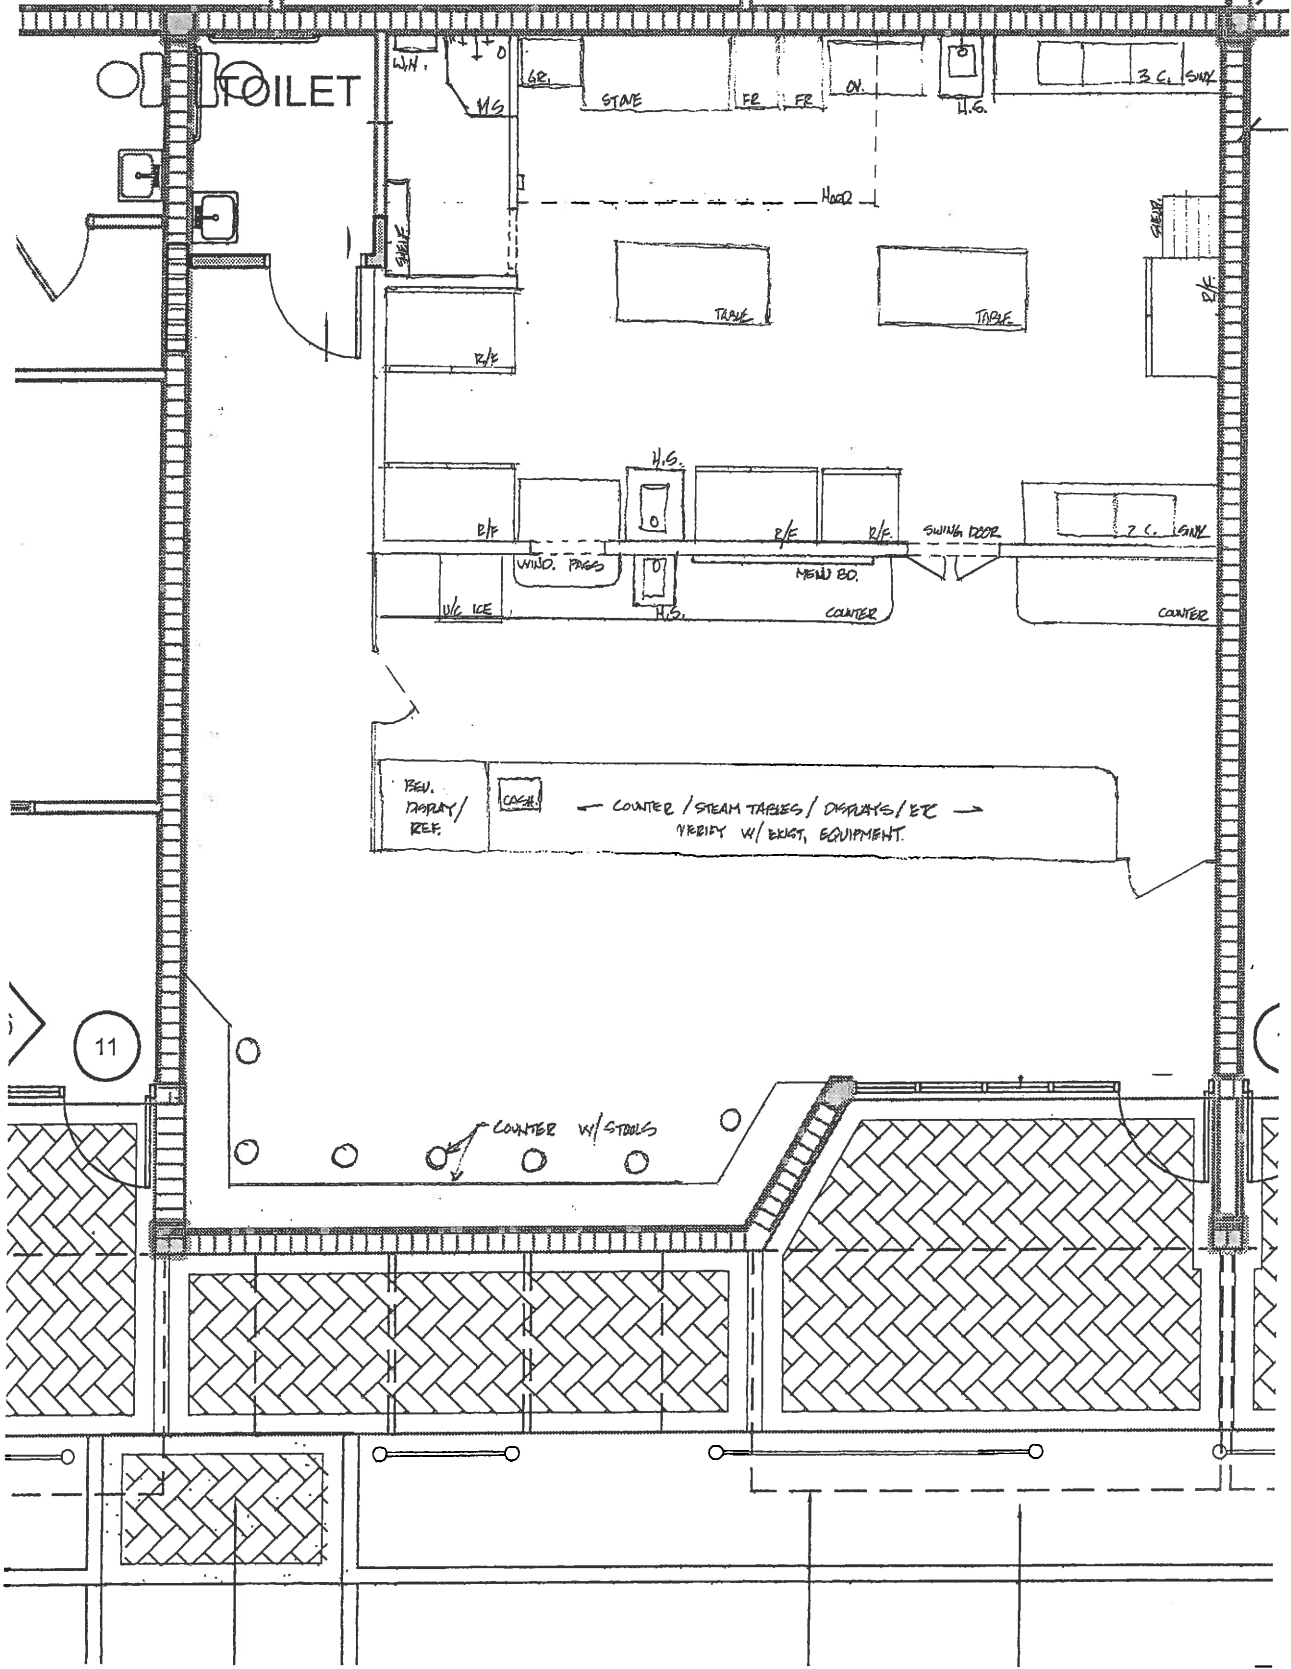 W.H.
TOILET
GR.
STOVE
FR
FR
OV.
H.S.
3 C. SINK
M.S.
HOOD
SHELF
SHELF
R/F.
TABLE
TABLE
R/F
H.S.
R/F
R/F
R/F.
SWING DOOR
2 C. SINK
WIND. PASS
MENU BD.
U/C ICE
H.S.
COUNTER
COUNTER
BEV.
DISPLAY/
REF.
CASH.
← COUNTER / STEAM TABLES / DISPLAYS / ETC →
VERIFY W/ EXIST, EQUIPMENT.
11
COUNTER W/ STOOLS